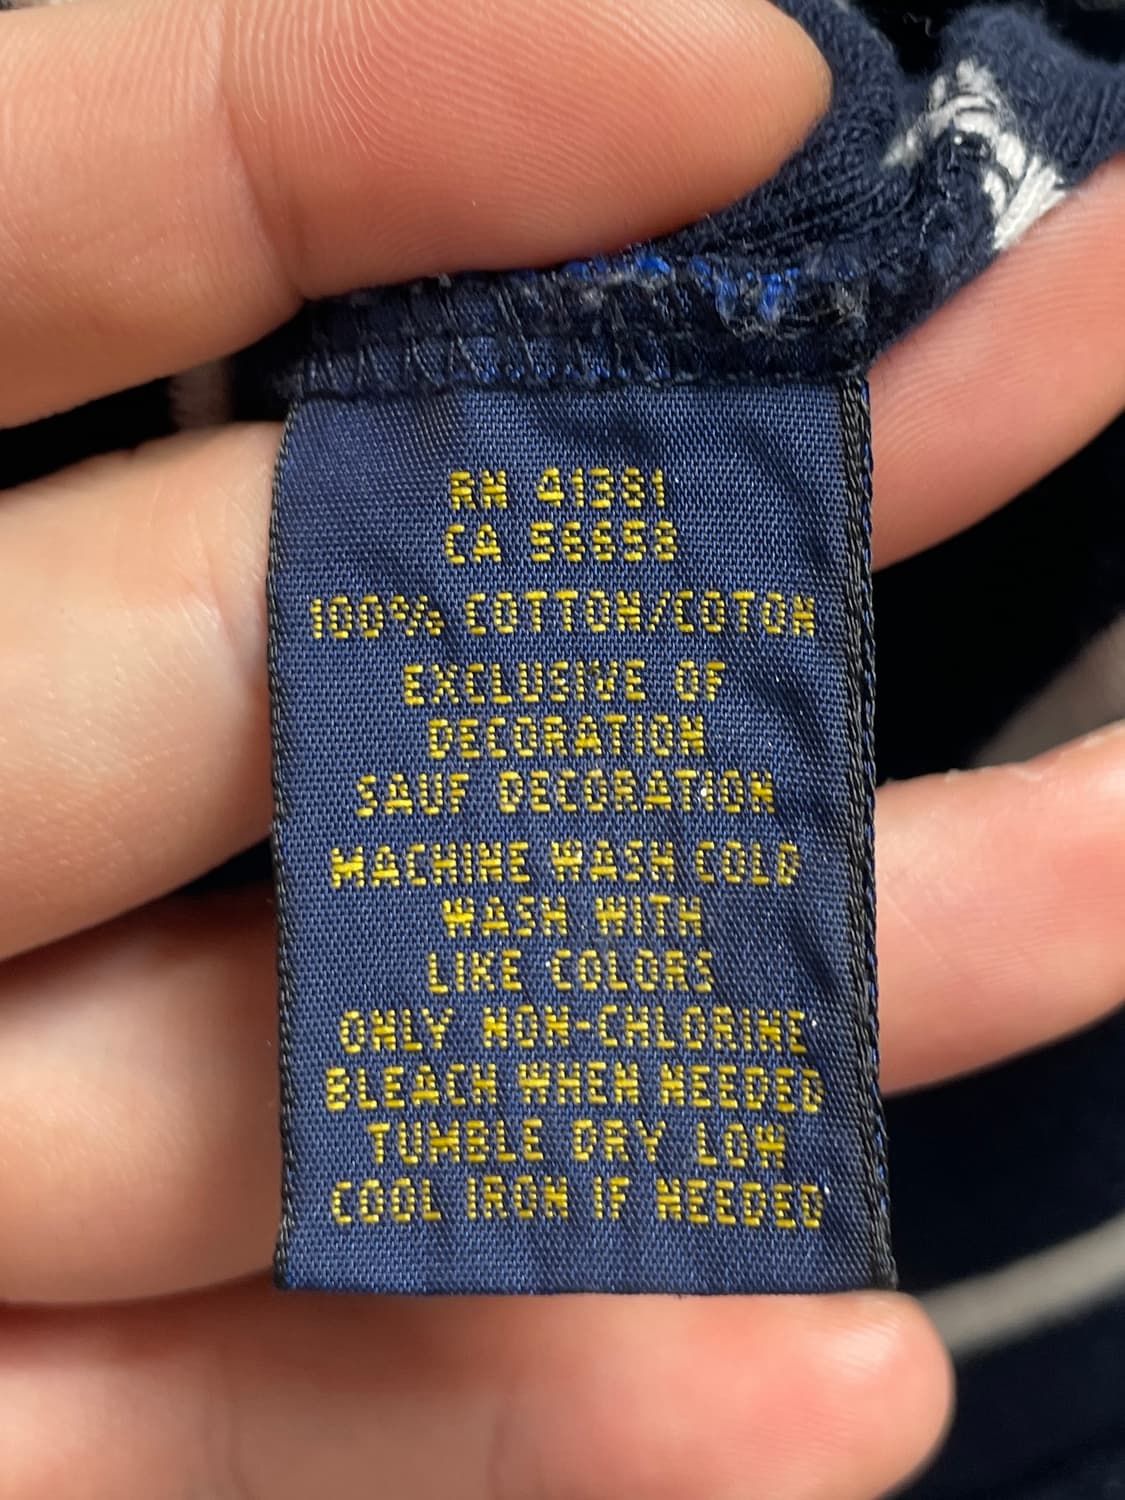 RN 41381
CA 56653
100% COTTON/COTON
EXCLUSIVE OF
DECORATION
SAUF DECORATION
MACHINE WASH COLD
WASH WITH
LIKE COLORS
ONLY NON-CHLORINE
BLEACH WHEN NEEDED
TUMBLE DRY LOW
COOL IRON IF NEEDED